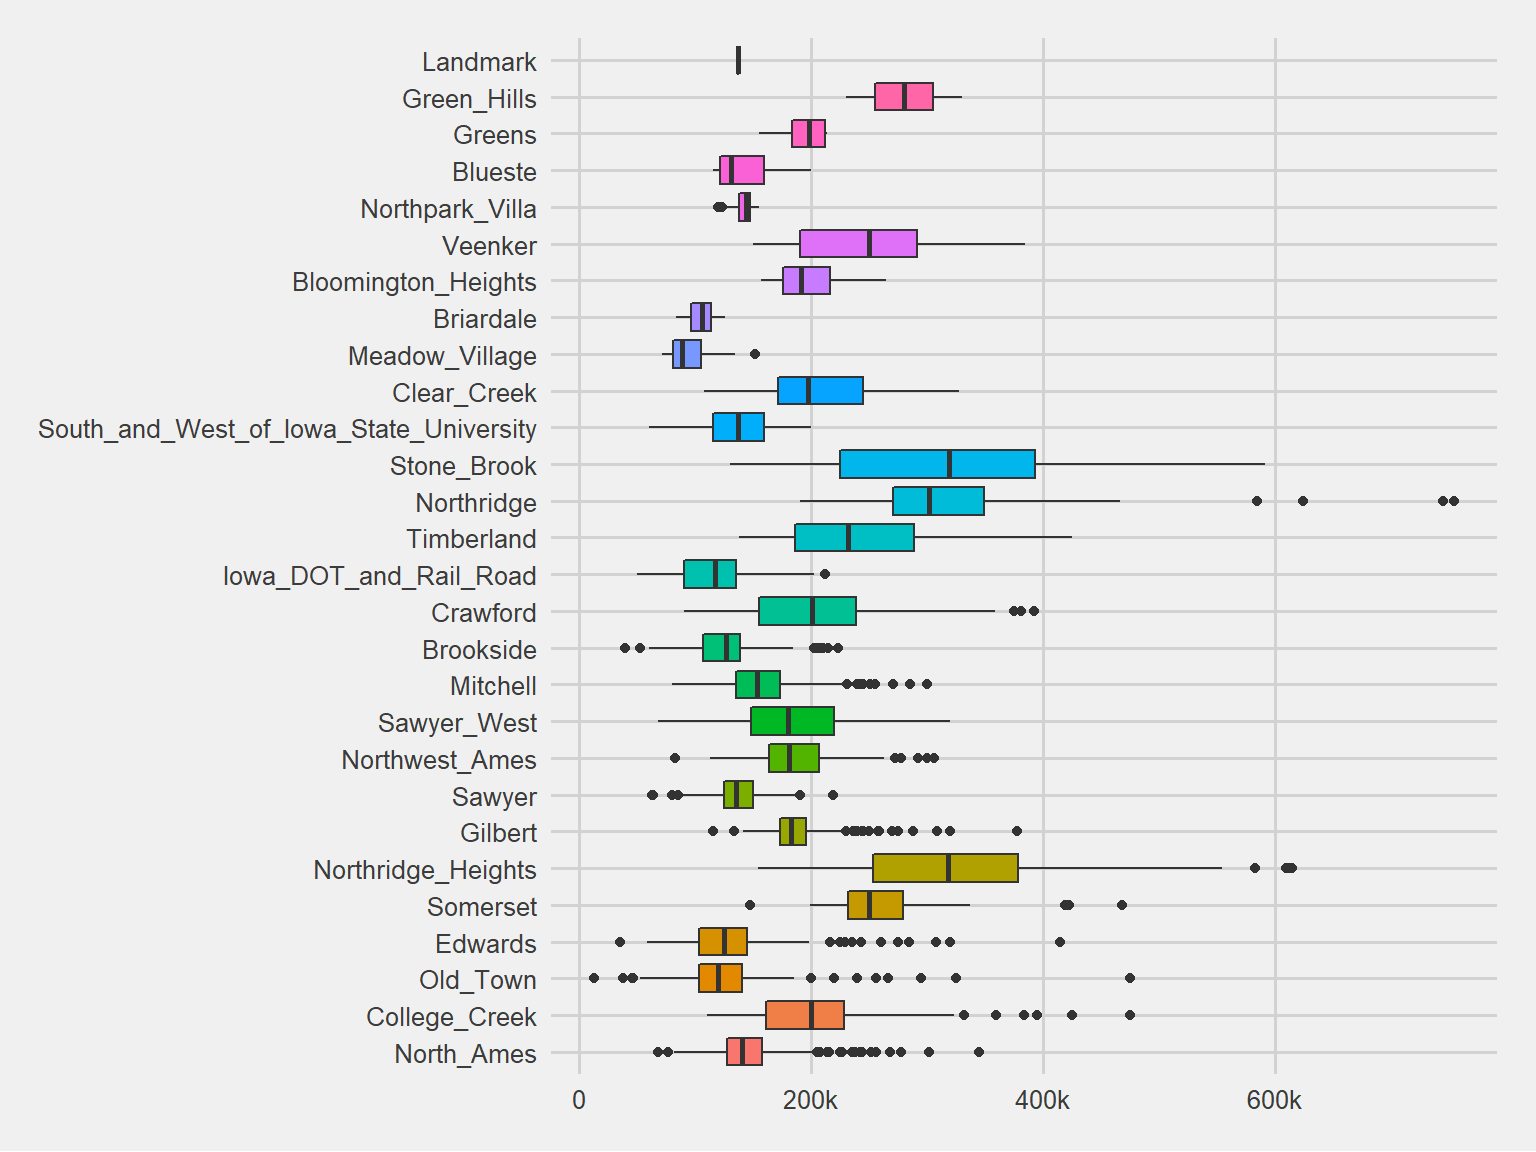 Landmark
Green_Hills
Greens
Blueste
Northpark_Villa
Veenker
Bloomington_Heights
Briardale
Meadow_Village
Clear_Creek
South_and_West_of_Iowa_State_University
Stone_Brook
Northridge
Timberland
Iowa_DOT_and_Rail_Road
Crawford
Brookside
Mitchell
Sawyer_West
Northwest_Ames
Sawyer
Gilbert
Northridge_Heights
Somerset
Edwards
Old_Town
College_Creek
North_Ames
0 200k 400k 600k